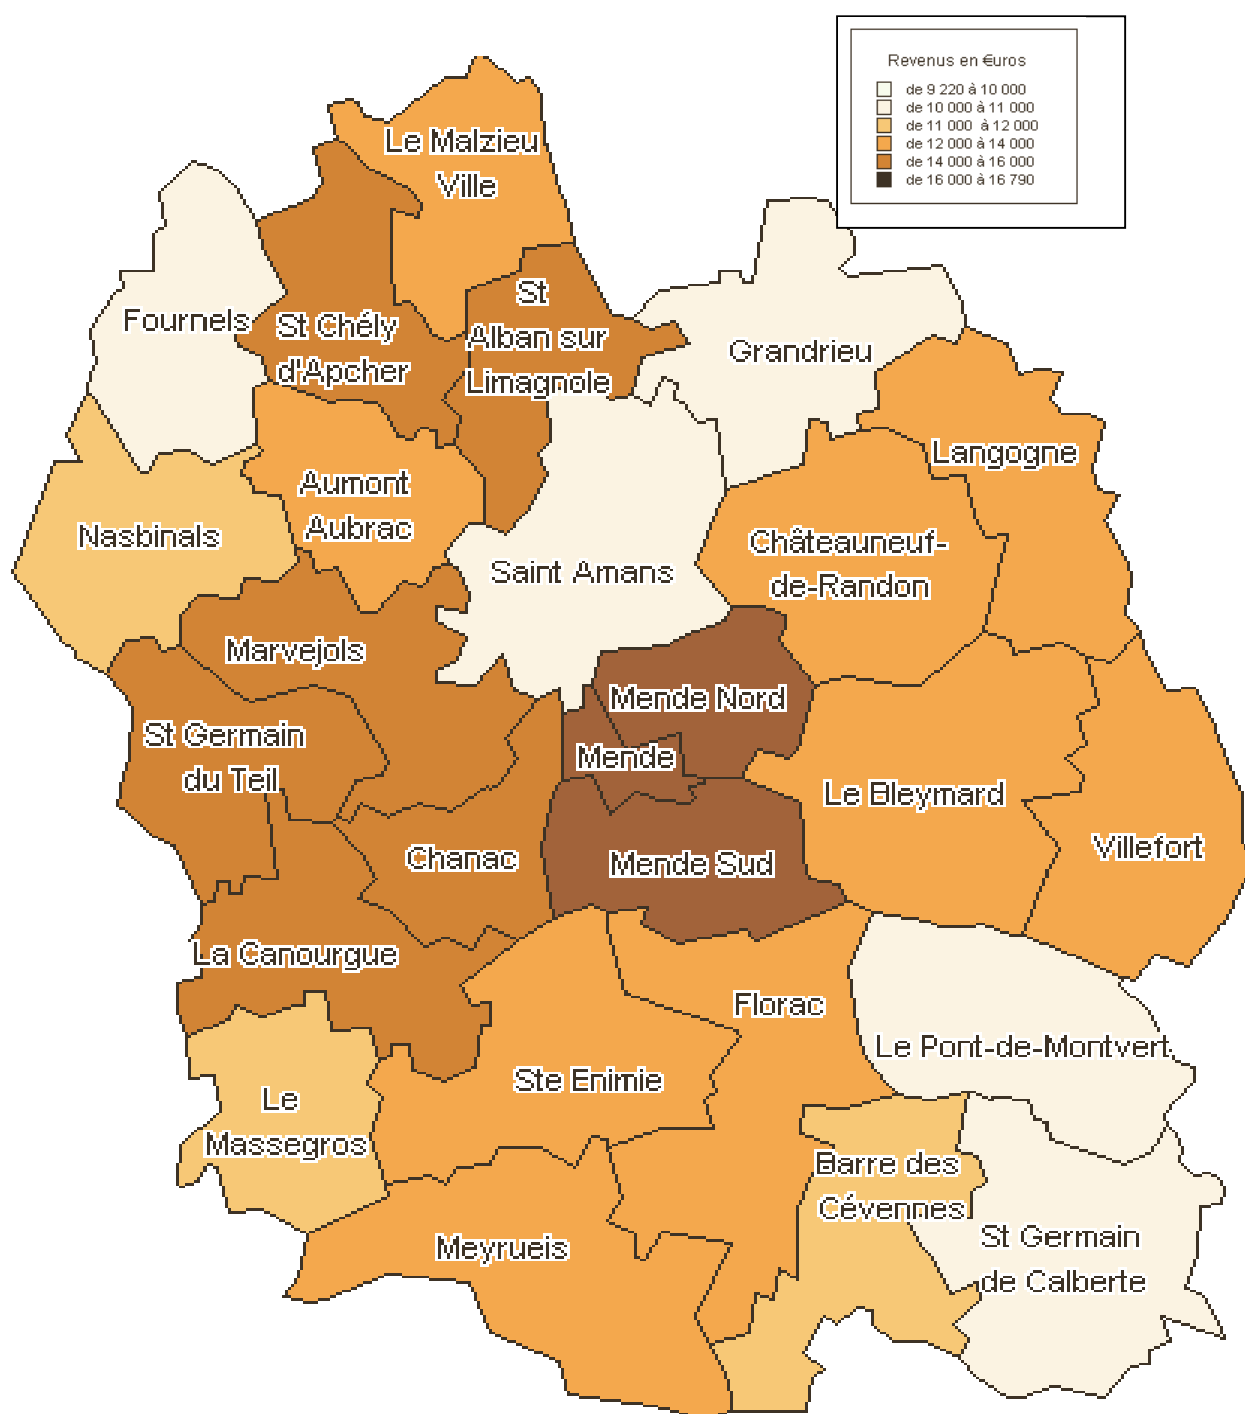 Revenus en €uros
de 9 220 à 10 000
de 10 000 à 11 000
de 11 000 à 12 000
de 12 000 à 14 000
de 14 000 à 16 000
de 16 000 à 16 790
Le Malzieu
Ville
Fournels
St Chély
d'Apcher
St
Alban sur
Limagnole
Grandrieu
Langogne
Aumont
Aubrac
Nasbinals
Saint Amans
Châteauneuf-
de-Randon
Marvejols
Mende Nord
St Germain
du Teil
Mende
Le Bleymard
Villefort
Chanac
Mende Sud
La Canourgue
Florac
Le Pont-de-Montvert
Ste Enimie
Le
Massegros
Barre des
Cévennes
St Germain
de Calberte
Meyrueis